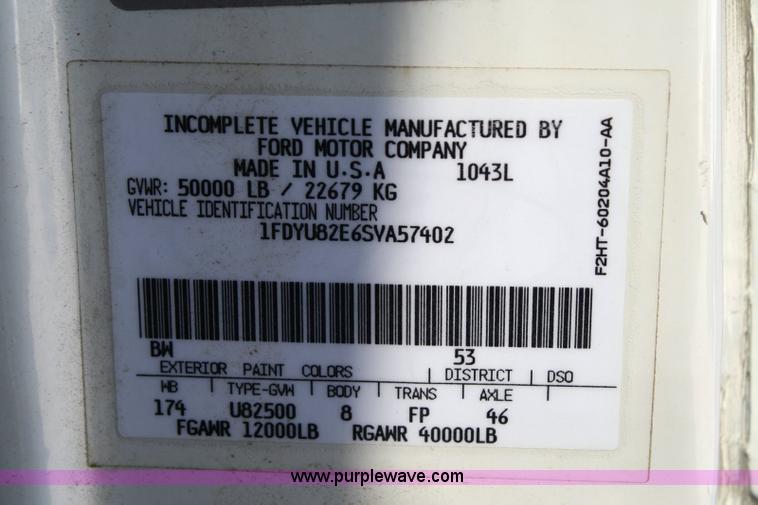 INCOMPLETE VEHICLE MANUFACTURED BY
FORD MOTOR COMPANY
MADE IN U.S.A 1043L
GVWR: 50000 LB / 22679 KG
VEHICLE IDENTIFICATION NUMBER
1FDYU82E6SVA57402
F2HT-60204A10-AA
BW 53
EXTERIOR PAINT COLORS DISTRICT DSO
WB TYPE-GVW BODY TRANS AXLE
174 U82500 8 FP 46
FGAWR 12000LB RGAWR 40000LB
www.purplewave.com